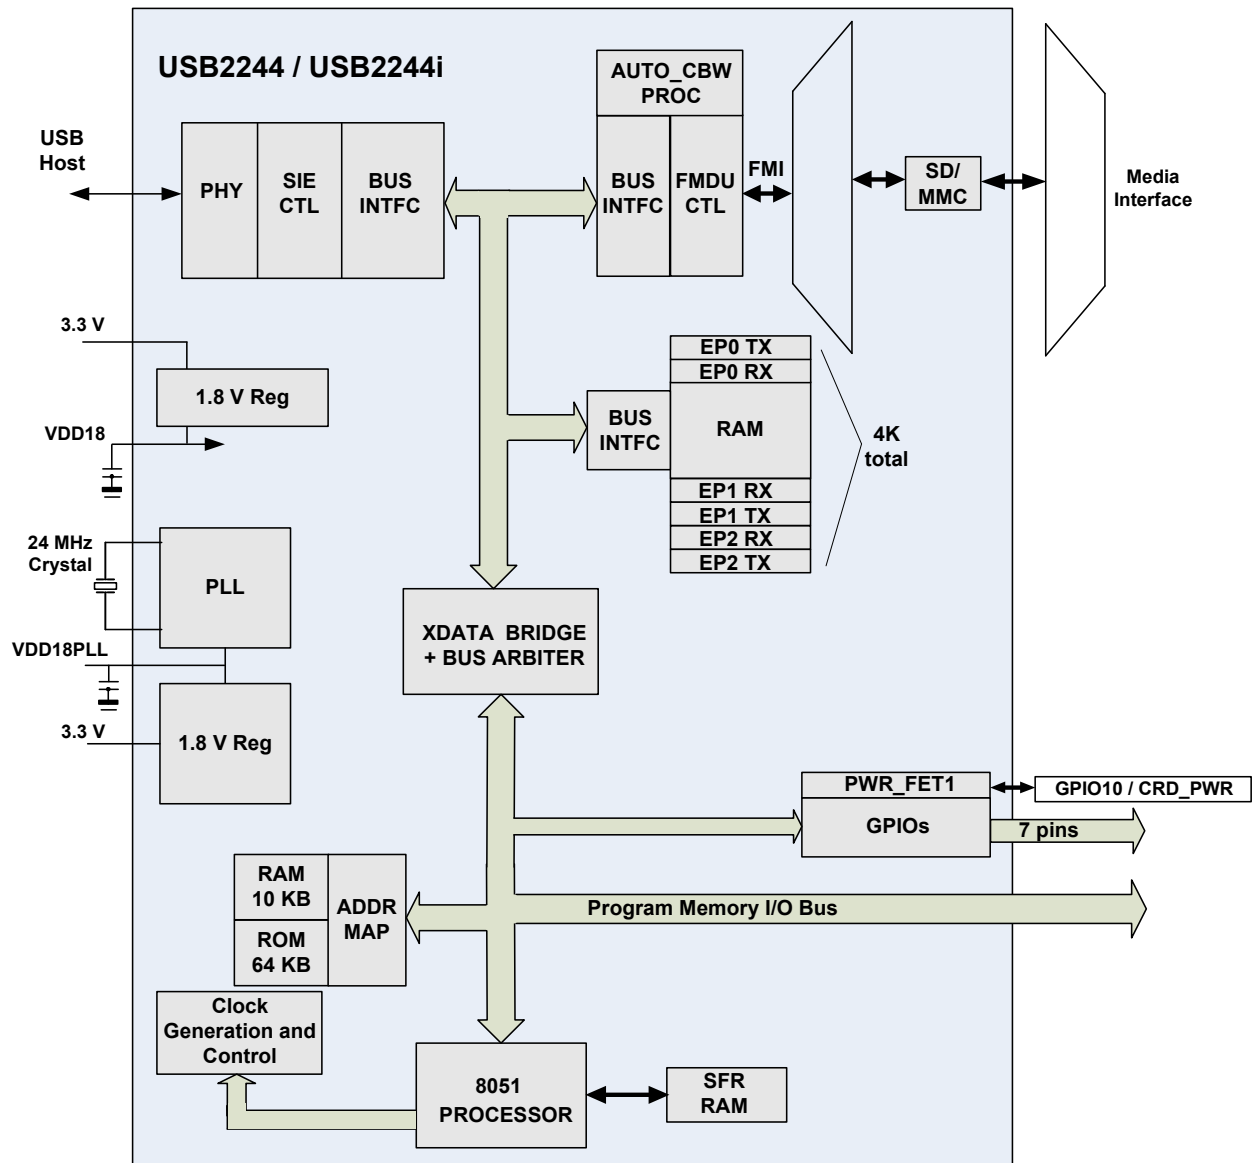 USB2244 / USB2244i
USB
Host
PHY
SIE
CTL
BUS
INTFC
AUTO_CBW
PROC
BUS
INTFC
FMDU
CTL
FMI
SD/
MMC
Media
Interface
3.3 V
1.8 V Reg
VDD18
EP0 TX
EP0 RX
BUS
INTFC
RAM
EP1 RX
EP1 TX
EP2 RX
EP2 TX
4K
total
24 MHz
Crystal
PLL
VDD18PLL
3.3 V
1.8 V Reg
XDATA BRIDGE
+ BUS ARBITER
PWR_FET1
GPIOs
GPIO10 / CRD_PWR
7 pins
RAM
10 KB
ROM
64 KB
ADDR
MAP
Program Memory I/O Bus
Clock
Generation and
Control
8051
PROCESSOR
SFR
RAM